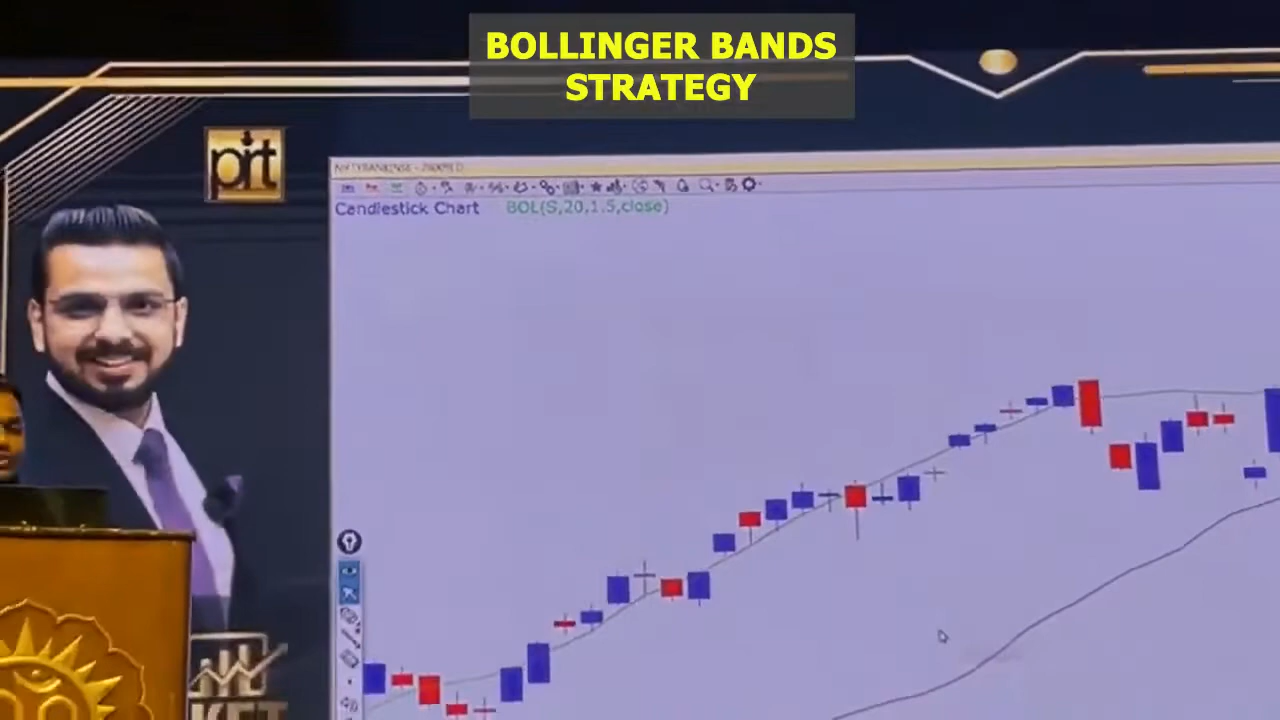 BOLLINGER BANDS
STRATEGY
prt
Candlestick Chart BOL(S,20,1.5,close)